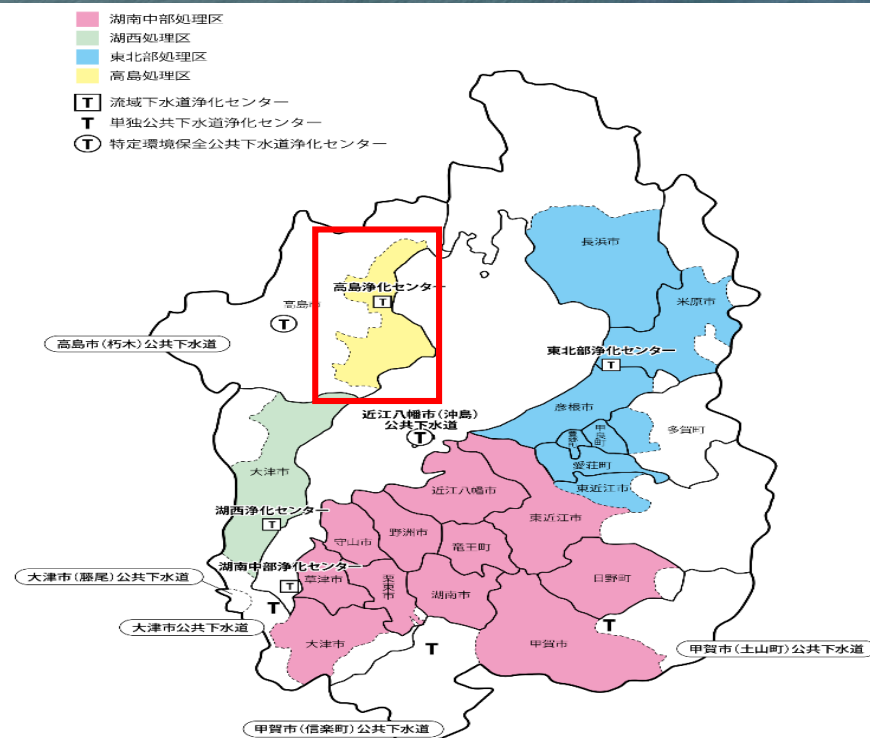 湖南中部処理区
湖西処理区
東北部処理区
高島処理区
T 流域下水道浄化センター
T 単独公共下水道浄化センター
T 特定環境保全公共下水道浄化センター
長浜市
米原市
高島浄化センター
T
高島市
T
高島市(朽木)公共下水道
東北部浄化センター
T
近江八幡市(沖島)
公共下水道
T
彦根市
多賀町
甲良町
愛荘町
東近江市
大津市
近江八幡市
東近江市
湖西浄化センター
T
守山市
野洲市
竜王町
湖南中部浄化センター
T
草津市
栗東市
湖南市
日野町
大津市(藤尾)公共下水道
T
大津市公共下水道
大津市
T
甲賀市
T
甲賀市(土山町)公共下水道
甲賀市(信楽町)公共下水道